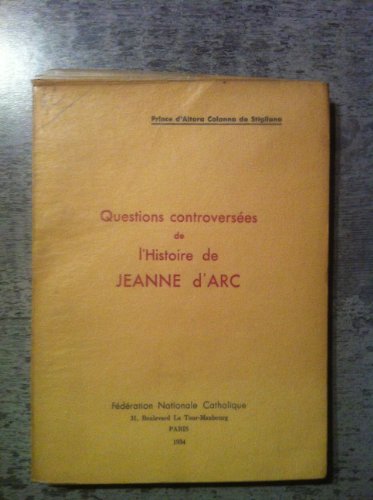 Prince d'Altora Colonna de Stigliano
Questions controversées
de
l'Histoire de
JEANNE d'ARC
Fédération Nationale Catholique
31, Boulevard La Tour-Maubourg
PARIS
1934